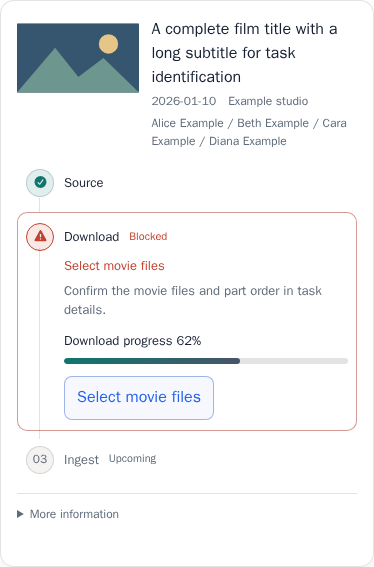 A complete film title with a
long subtitle for task
identification
2026-01-10 Example studio
Alice Example / Beth Example / Cara
Example / Diana Example
Source
Download Blocked
Select movie files
Confirm the movie files and part order in task
details.
Download progress 62%
Select movie files
03 Ingest Upcoming
More information